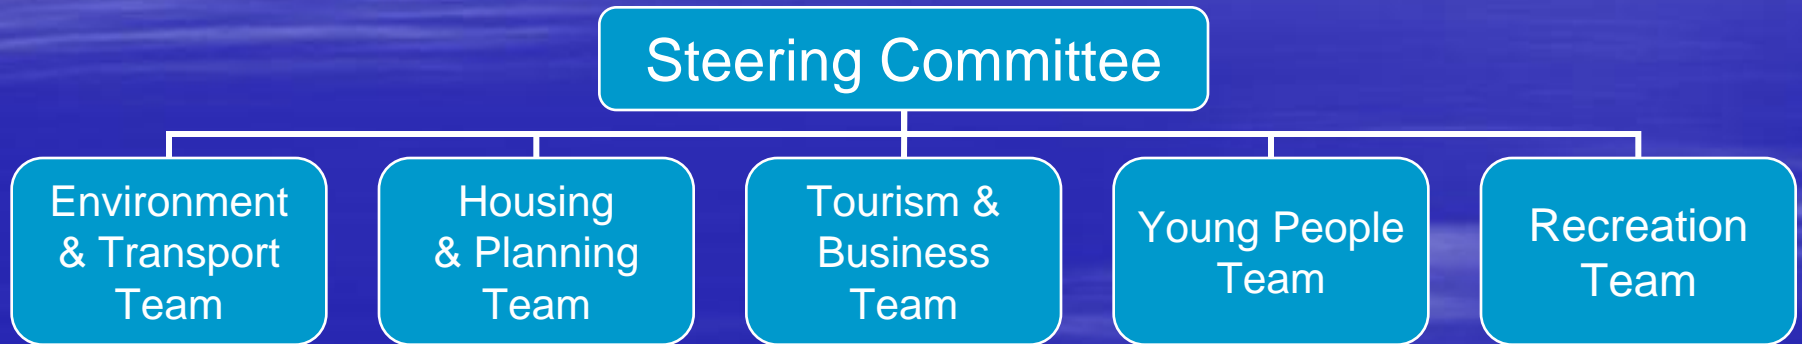 Steering Committee
Environment
& Transport
Team
Housing
& Planning
Team
Tourism &
Business
Team
Young People
Team
Recreation
Team